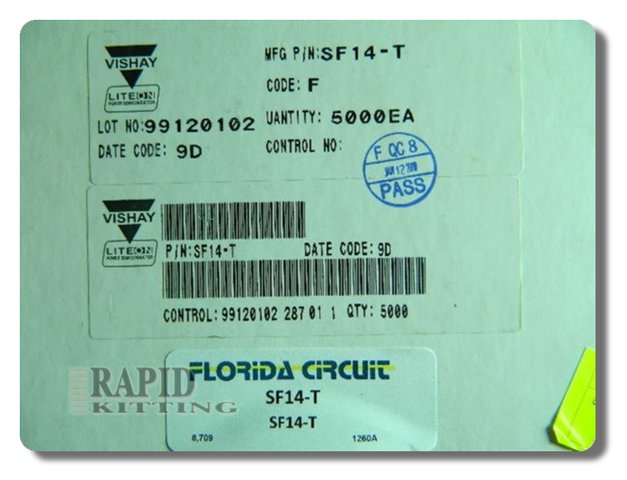 VISHAY
LITEON
POWER SEMICONDUCTOR
MFG P/N:SF14-T
CODE: F
LOT NO:99120102 UANTITY: 5000EA
DATE CODE: 9D CONTROL NO:
F QC 8
PASS
VISHAY
LITEON
POWER SEMICONDUCTOR
P/N:SF14-T DATE CODE:9D
CONTROL:99120102 287 01 1 QTY: 5000
FLORIDA CIRCUIT
SF14-T
SF14-T
8,709 1260A
RAPID
KITTING